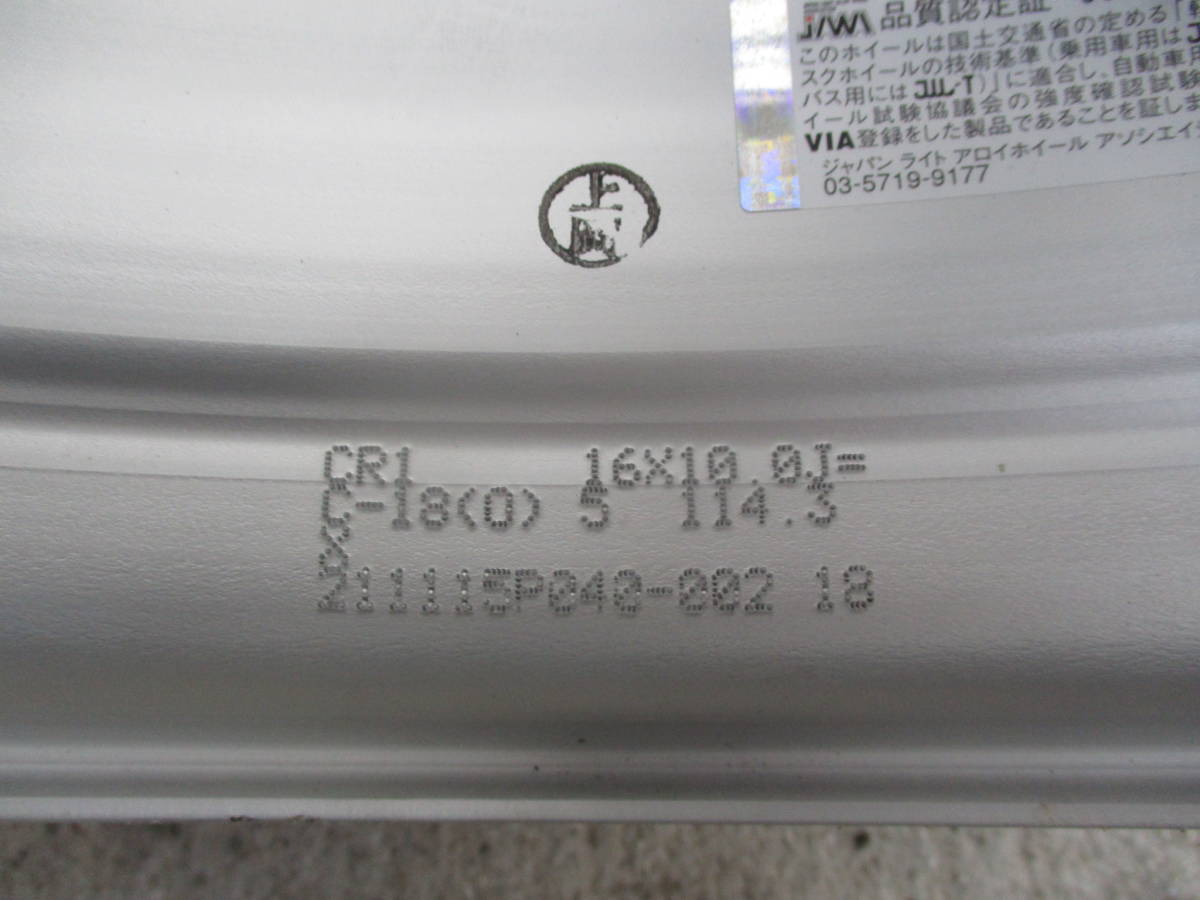 JAWA 品質認定証
このホイールは国土交通省の定める「軽
スクホイールの技術基準(乗用車用は J
バス用には JWL-T)」に適合し、自動車用
イール試験協議会の強度確認試験
VIA登録をした製品であることを証しま
ジャパン ライト アロイホイール アソシエイシ
03-5719-9177
上
CR1 16X10.0J=
C-18(0) 5 114.3
X
211115P040-002 18